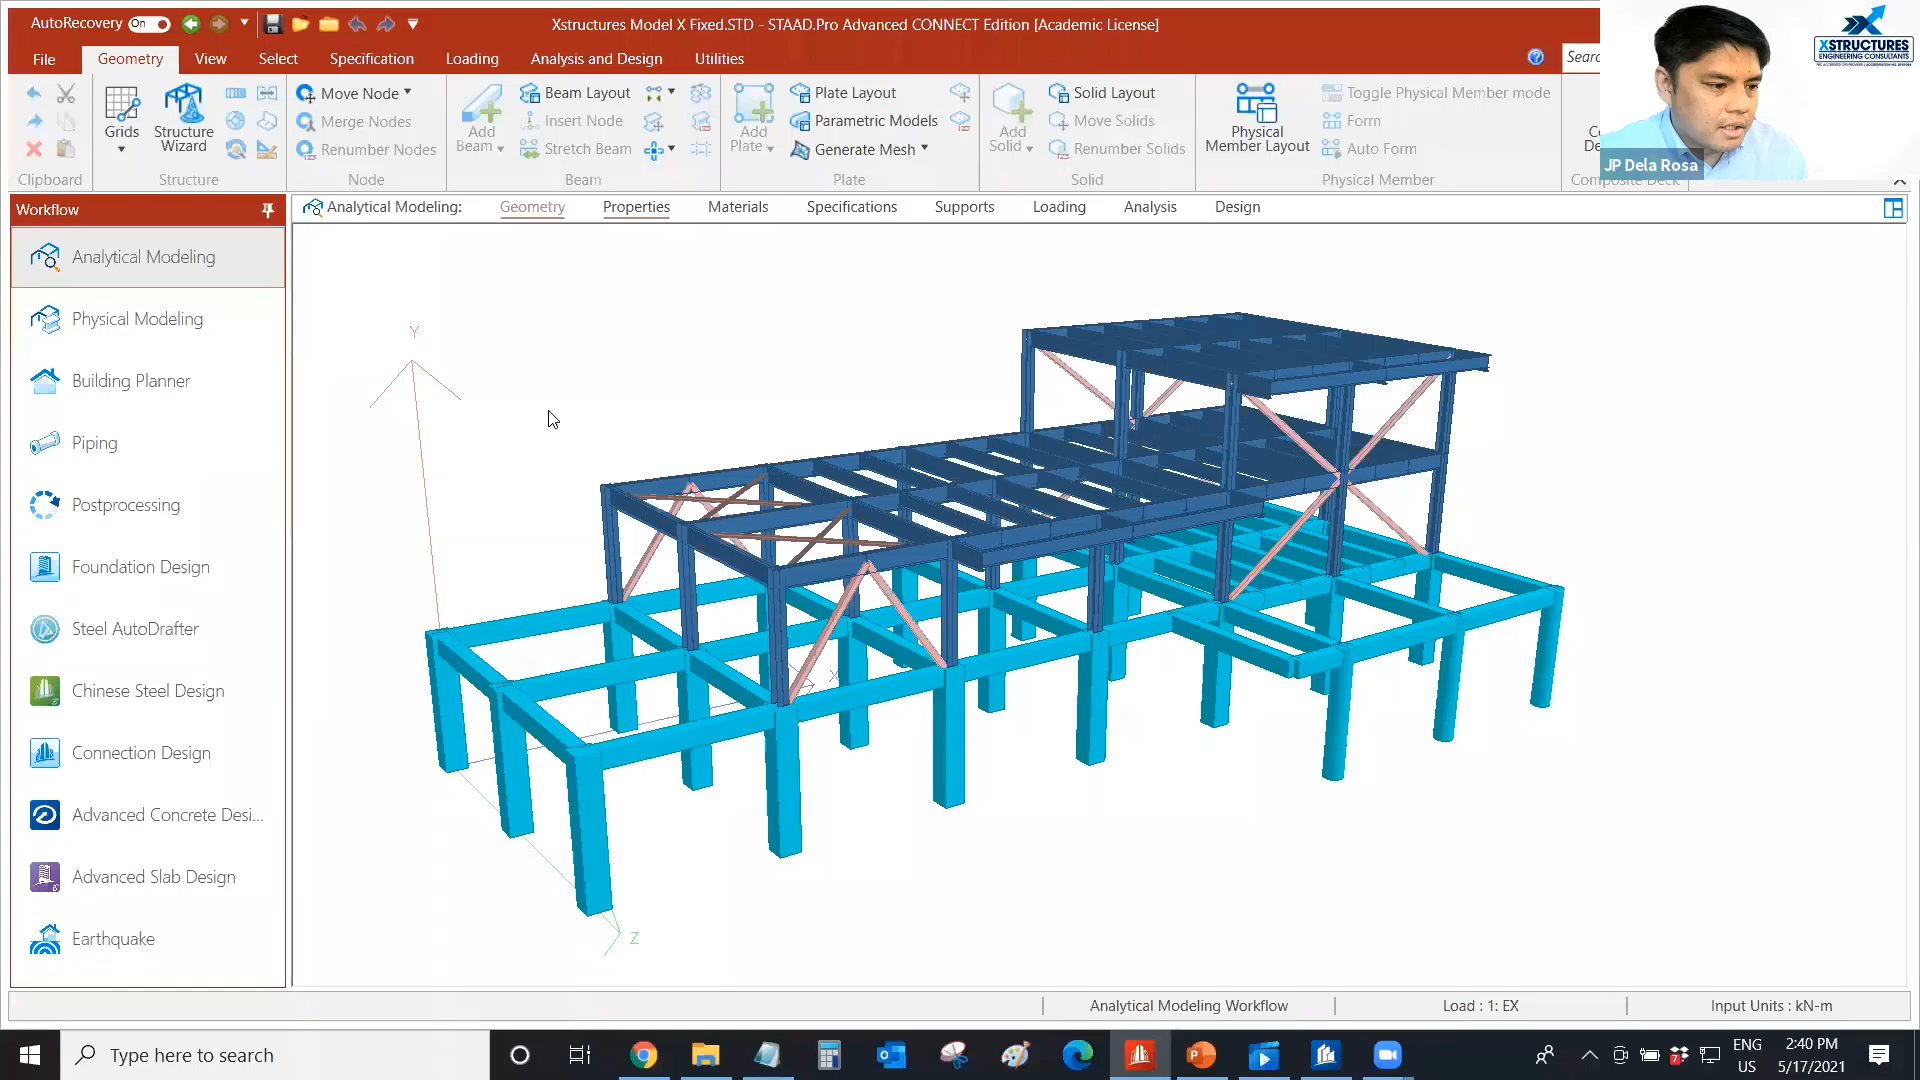 AutoRecovery On
Xstructures Model X Fixed.STD - STAAD.Pro Advanced CONNECT Edition [Academic License]
XSTRUCTURES
ENGINEERING CONSULTANTS
File Geometry View Select Specification Loading Analysis and Design Utilities
Grids
Structure Wizard
Move Node
Merge Nodes
Renumber Nodes
Add Beam
Beam Layout
Insert Node
Stretch Beam
Add Plate
Plate Layout
Parametric Models
Generate Mesh
Add Solid
Solid Layout
Move Solids
Renumber Solids
Physical Member Layout
Toggle Physical Member mode
Form
Auto Form
JP Dela Rosa
Clipboard Structure Node Beam Plate Solid Physical Member Composite Deck
Workflow
Analytical Modeling: Geometry Properties Materials Specifications Supports Loading Analysis Design
Analytical Modeling
Physical Modeling
Building Planner
Piping
Postprocessing
Foundation Design
Steel AutoDrafter
Chinese Steel Design
Connection Design
Advanced Concrete Desi...
Advanced Slab Design
Earthquake
Y
X
Z
Analytical Modeling Workflow Load : 1: EX Input Units : kN-m
Type here to search
7
ENG
US
2:40 PM
5/17/2021